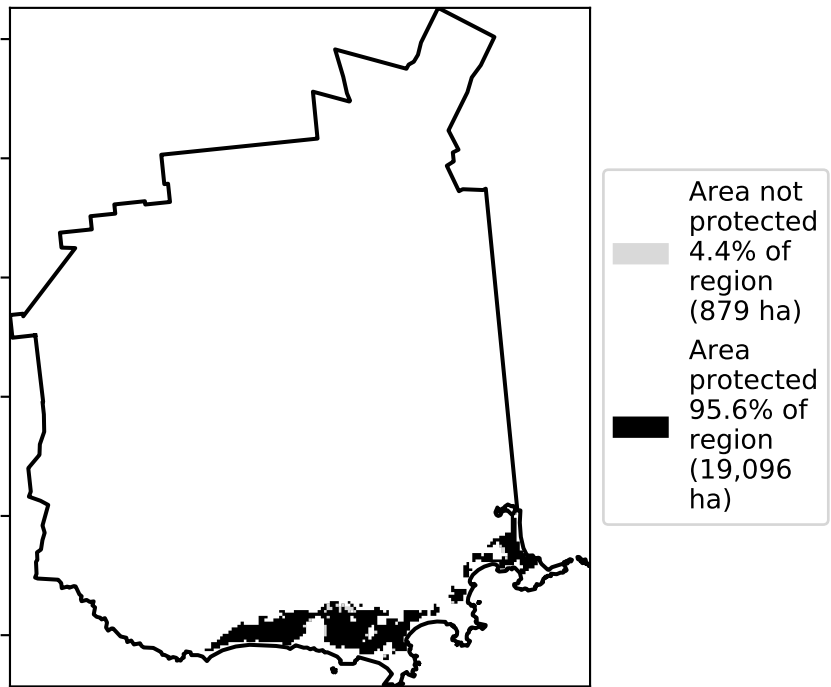 Area not
protected
4.4% of
region
(879 ha)
Area
protected
95.6% of
region
(19,096
ha)